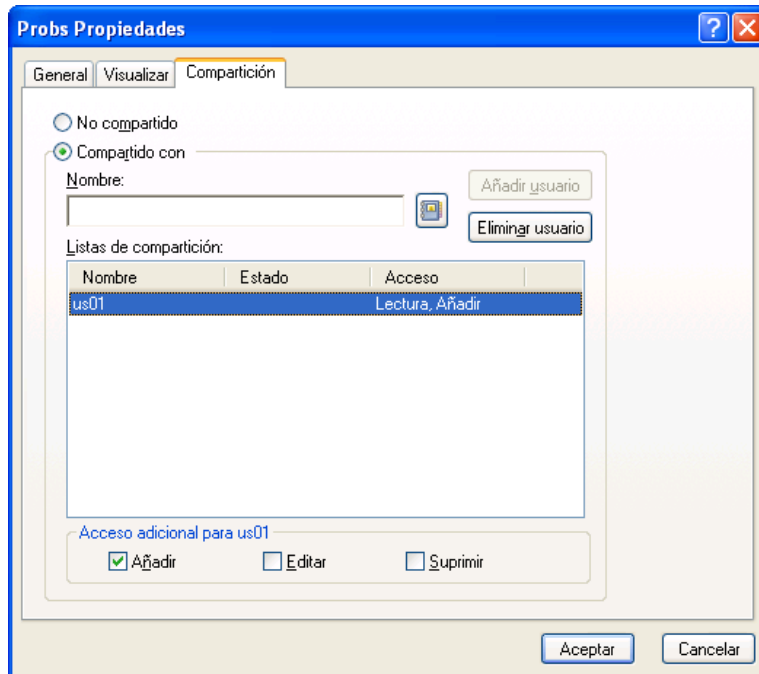 Probs Propiedades
General Visualizar Compartición
No compartido
Compartido con
Nombre:
Añadir usuario
Eliminar usuario
Listas de compartición:
Nombre Estado Acceso
us01 Lectura, Añadir
Acceso adicional para us01
Añadir Editar Suprimir
Aceptar Cancelar